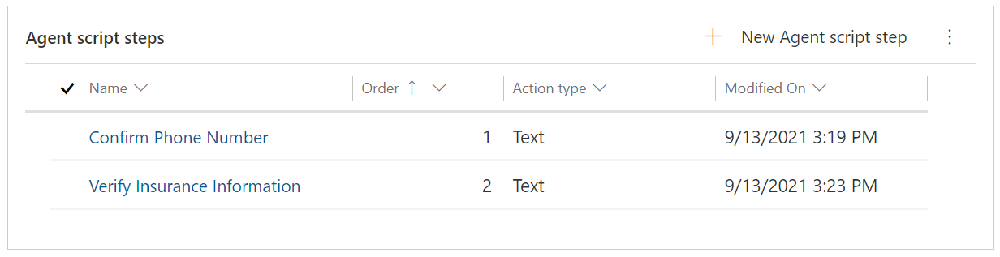 Agent script steps New Agent script step
Name Order Action type Modified On
Confirm Phone Number 1 Text 9/13/2021 3:19 PM
Verify Insurance Information 2 Text 9/13/2021 3:23 PM